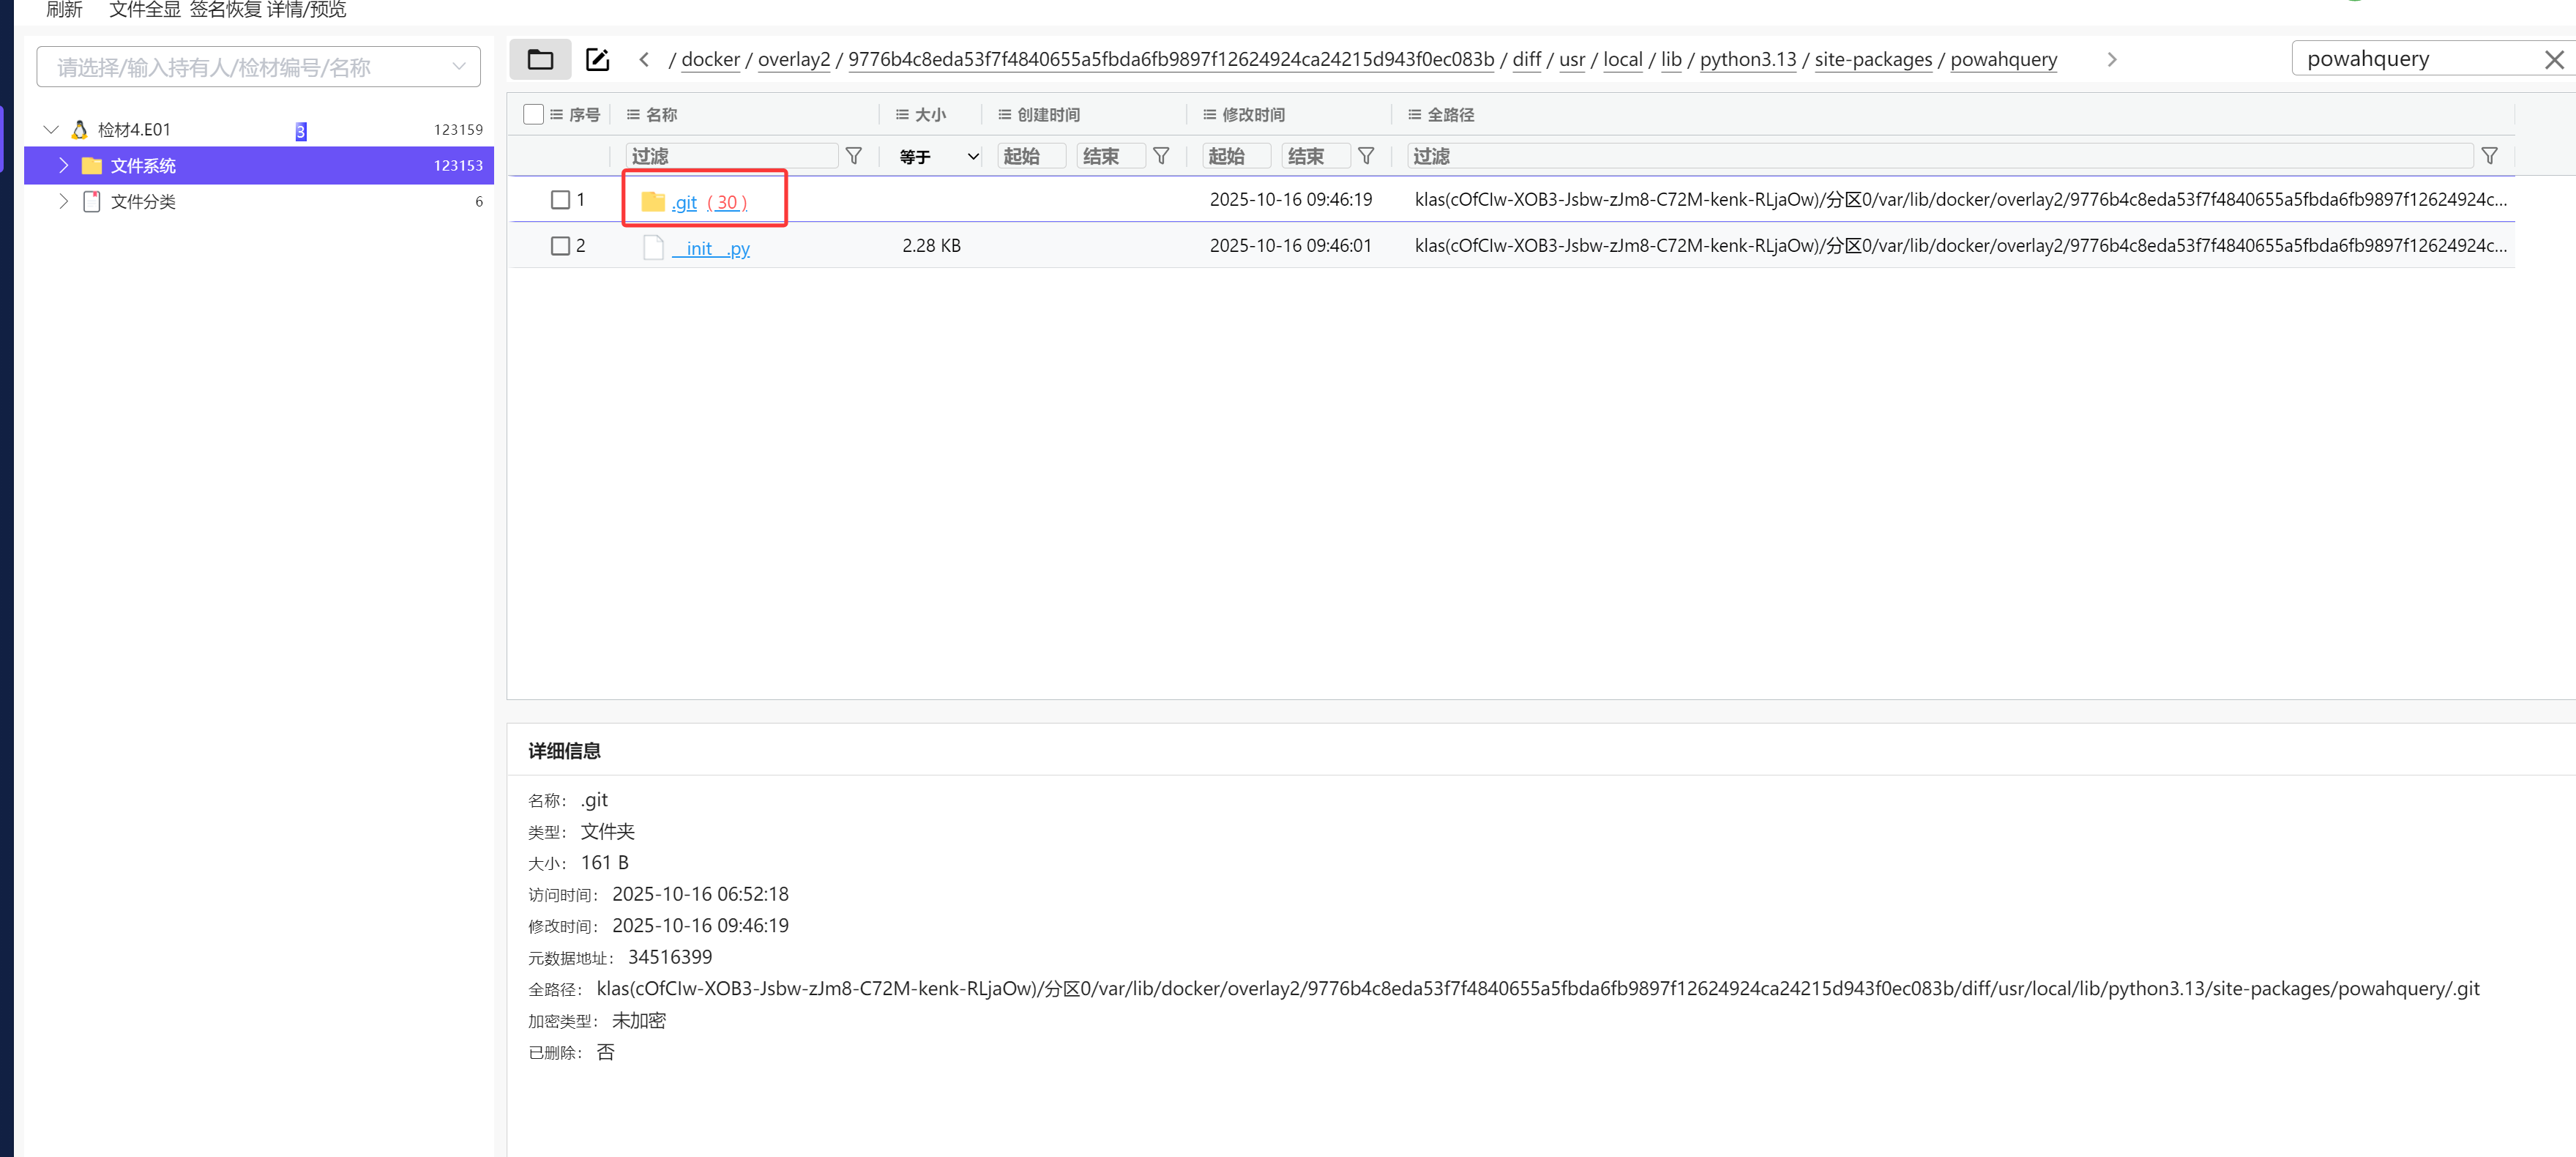 刷新 文件全显 签名恢复 详情/预览
请选择/输入持有人/检材编号/名称
检材4.E01 3 123159
文件系统 123153
文件分类 6
/ docker / overlay2 / 9776b4c8eda53f7f4840655a5fbda6fb9897f12624924ca24215d943f0ec083b / diff / usr / local / lib / python3.13 / site-packages / powahquery
powahquery
序号 名称 大小 创建时间 修改时间 全路径
过滤 等于 起始 结束 起始 结束 过滤
1 .git ( 30 ) 2025-10-16 09:46:19 klas(cOfCIw-XOB3-Jsbw-zJm8-C72M-kenk-RLjaOw)/分区0/var/lib/docker/overlay2/9776b4c8eda53f7f4840655a5fbda6fb9897f12624924c...
2 __init__.py 2.28 KB 2025-10-16 09:46:01 klas(cOfCIw-XOB3-Jsbw-zJm8-C72M-kenk-RLjaOw)/分区0/var/lib/docker/overlay2/9776b4c8eda53f7f4840655a5fbda6fb9897f12624924c...
详细信息
名称： .git
类型： 文件夹
大小： 161 B
访问时间： 2025-10-16 06:52:18
修改时间： 2025-10-16 09:46:19
元数据地址： 34516399
全路径： klas(cOfCIw-XOB3-Jsbw-zJm8-C72M-kenk-RLjaOw)/分区0/var/lib/docker/overlay2/9776b4c8eda53f7f4840655a5fbda6fb9897f12624924ca24215d943f0ec083b/diff/usr/local/lib/python3.13/site-packages/powahquery/.git
加密类型： 未加密
已删除： 否